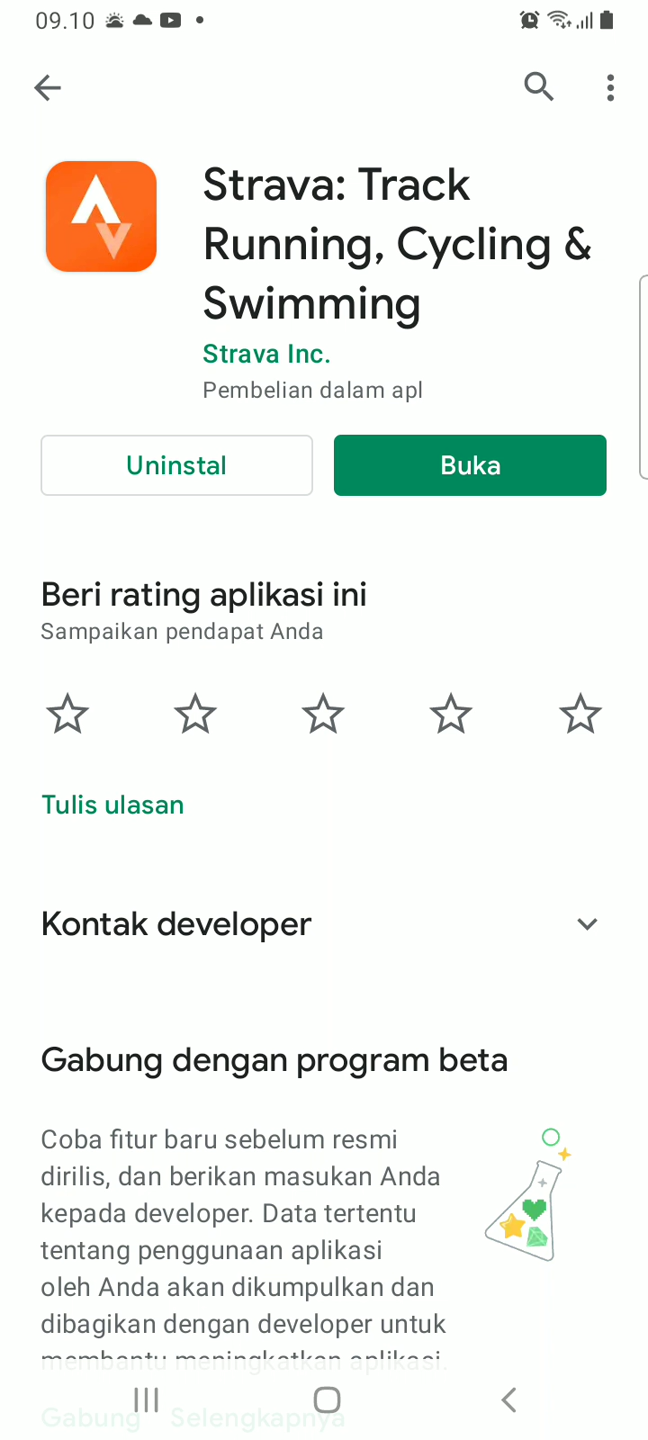 09.10
Strava: Track
Running, Cycling &
Swimming
Strava Inc.
Pembelian dalam apl
Uninstal
Buka
Beri rating aplikasi ini
Sampaikan pendapat Anda
Tulis ulasan
Kontak developer
Gabung dengan program beta
Coba fitur baru sebelum resmi
dirilis, dan berikan masukan Anda
kepada developer. Data tertentu
tentang penggunaan aplikasi
oleh Anda akan dikumpulkan dan
dibagikan dengan developer untuk
membantu meningkatkan aplikasi.
Gabung
Selengkapnya